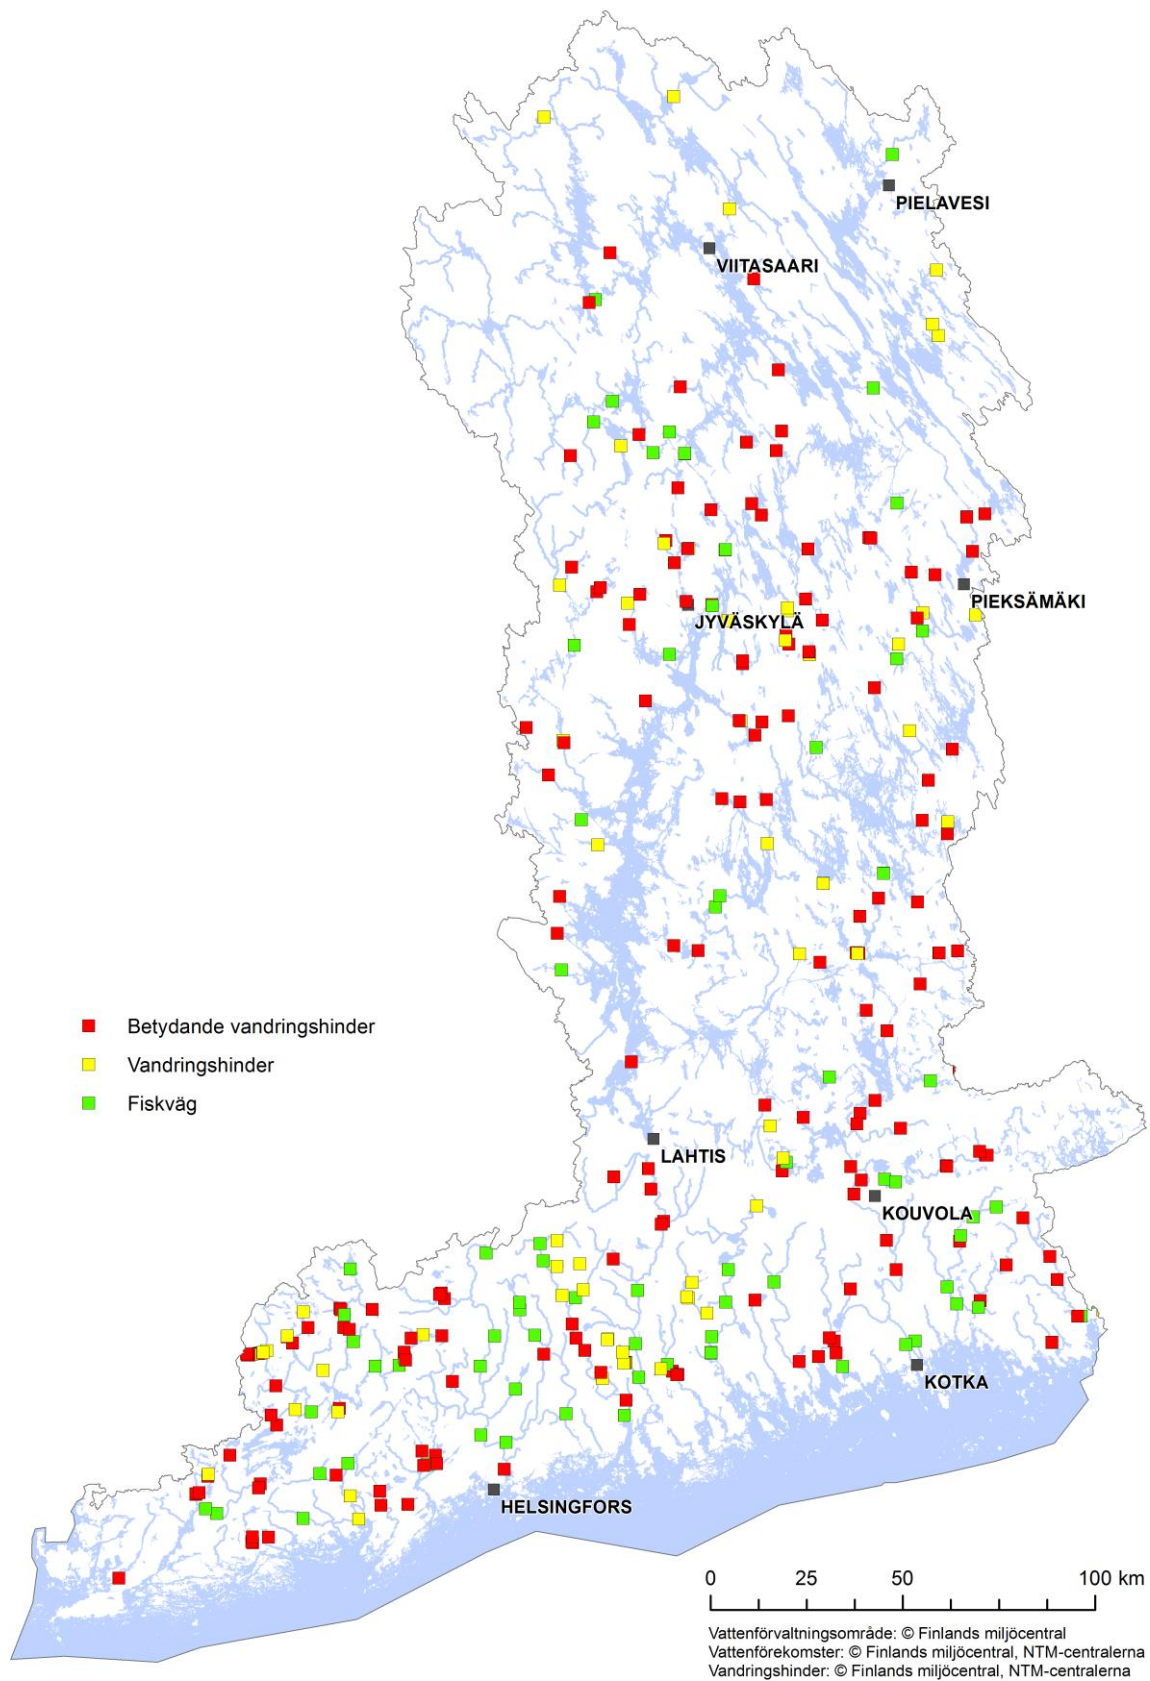 PIELAVESI
VIITASAARI
PIEKSÄMÄKI
JYVÄSKYLÄ
Betydande vandringshinder
Vandringshinder
Fiskväg
LAHTIS
KOUVOLA
KOTKA
HELSINGFORS
0 25 50 100 km
Vattenförvaltningsområde: © Finlands miljöcentral
Vattenförekomster: © Finlands miljöcentral, NTM-centralerna
Vandringshinder: © Finlands miljöcentral, NTM-centralerna